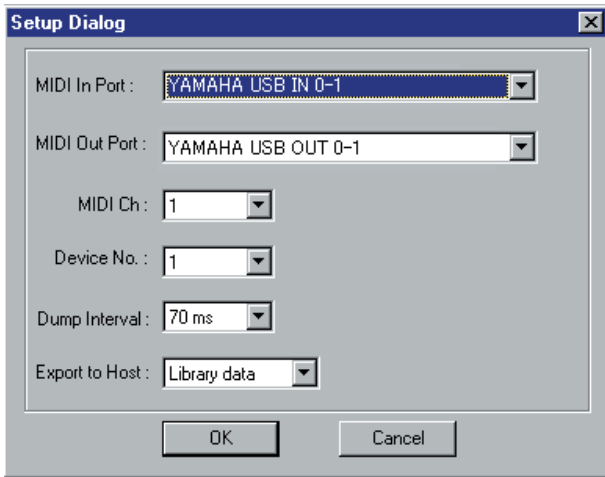 Setup Dialog
MIDI In Port : YAMAHA USB IN 0-1
MIDI Out Port : YAMAHA USB OUT 0-1
MIDI Ch : 1
Device No. : 1
Dump Interval : 70 ms
Export to Host : Library data
OK Cancel